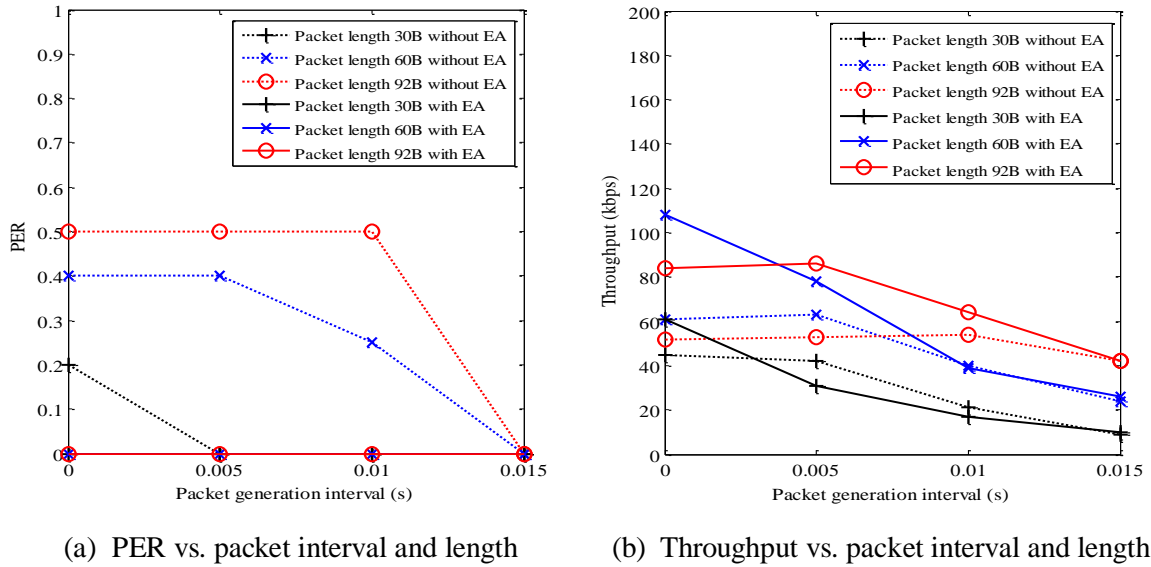 1
0.9
0.8
0.7
0.6
0.5
0.4
0.3
0.2
0.1
0
PER
0 0.005 0.01 0.015
Packet generation interval (s)
Packet length 30B without EA
Packet length 60B without EA
Packet length 92B without EA
Packet length 30B with EA
Packet length 60B with EA
Packet length 92B with EA
(a) PER vs. packet interval and length
200
180
160
140
120
100
80
60
40
20
0
Throughput (kbps)
0 0.005 0.01 0.015
Packet generation interval (s)
Packet length 30B without EA
Packet length 60B without EA
Packet length 92B without EA
Packet length 30B with EA
Packet length 60B with EA
Packet length 92B with EA
(b) Throughput vs. packet interval and length